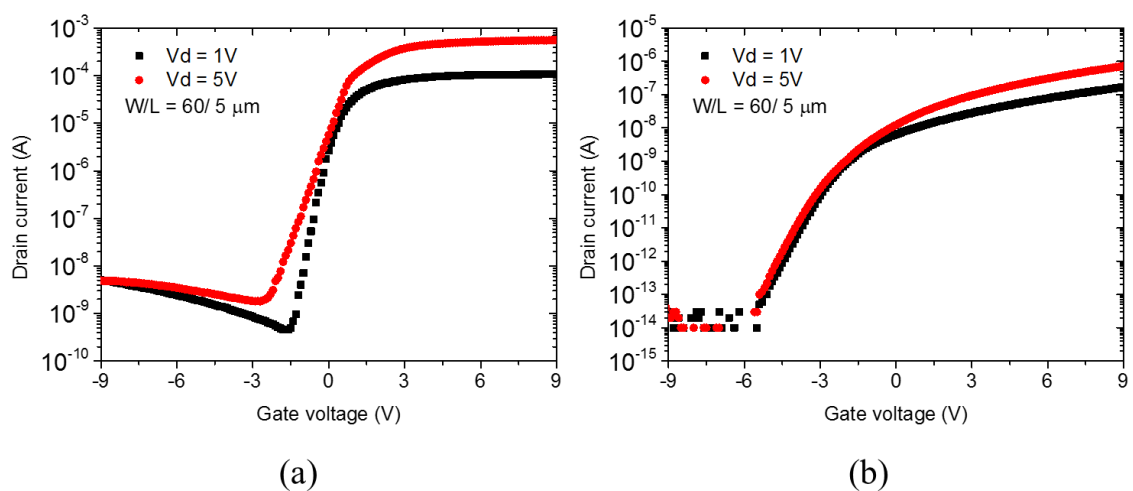 10⁻³
10⁻⁴
10⁻⁵
10⁻⁶
10⁻⁷
10⁻⁸
10⁻⁹
10⁻¹⁰
Drain current (A)
Vd = 1V
Vd = 5V
W/L = 60/ 5 μm
-9 -6 -3 0 3 6 9
Gate voltage (V)
(a)
10⁻⁵
10⁻⁶
10⁻⁷
10⁻⁸
10⁻⁹
10⁻¹⁰
10⁻¹¹
10⁻¹²
10⁻¹³
10⁻¹⁴
10⁻¹⁵
Drain current (A)
Vd = 1V
Vd = 5V
W/L = 60/ 5 μm
-9 -6 -3 0 3 6 9
Gate voltage (V)
(b)